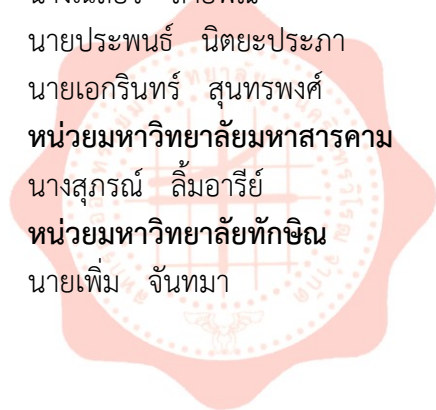 นายประพนธ์ นิตยะประภา
นายเอกรินทร์ สุนทรพงศ์
หน่วยมหาวิทยาลัยมหาสารคาม
นางสุภรณ์ ลิ้มอารีย์
หน่วยมหาวิทยาลัยทักษิณ
นายเพิ่ม จันทมา